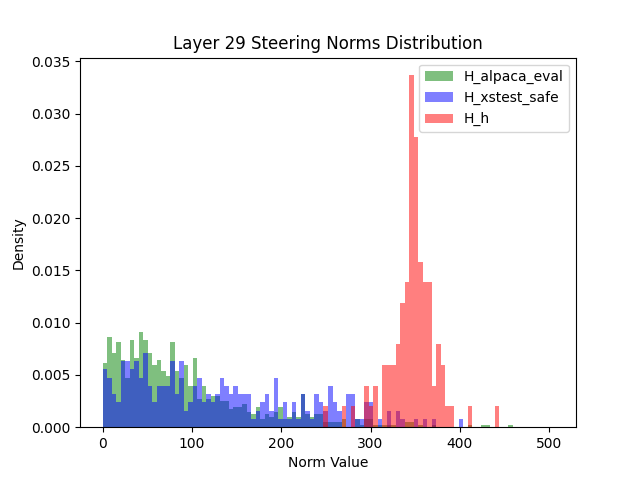 Layer 29 Steering Norms Distribution
H_alpaca_eval
H_xstest_safe
H_h
0.035
0.030
0.025
0.020
0.015
0.010
0.005
0.000
Density
0 100 200 300 400 500
Norm Value